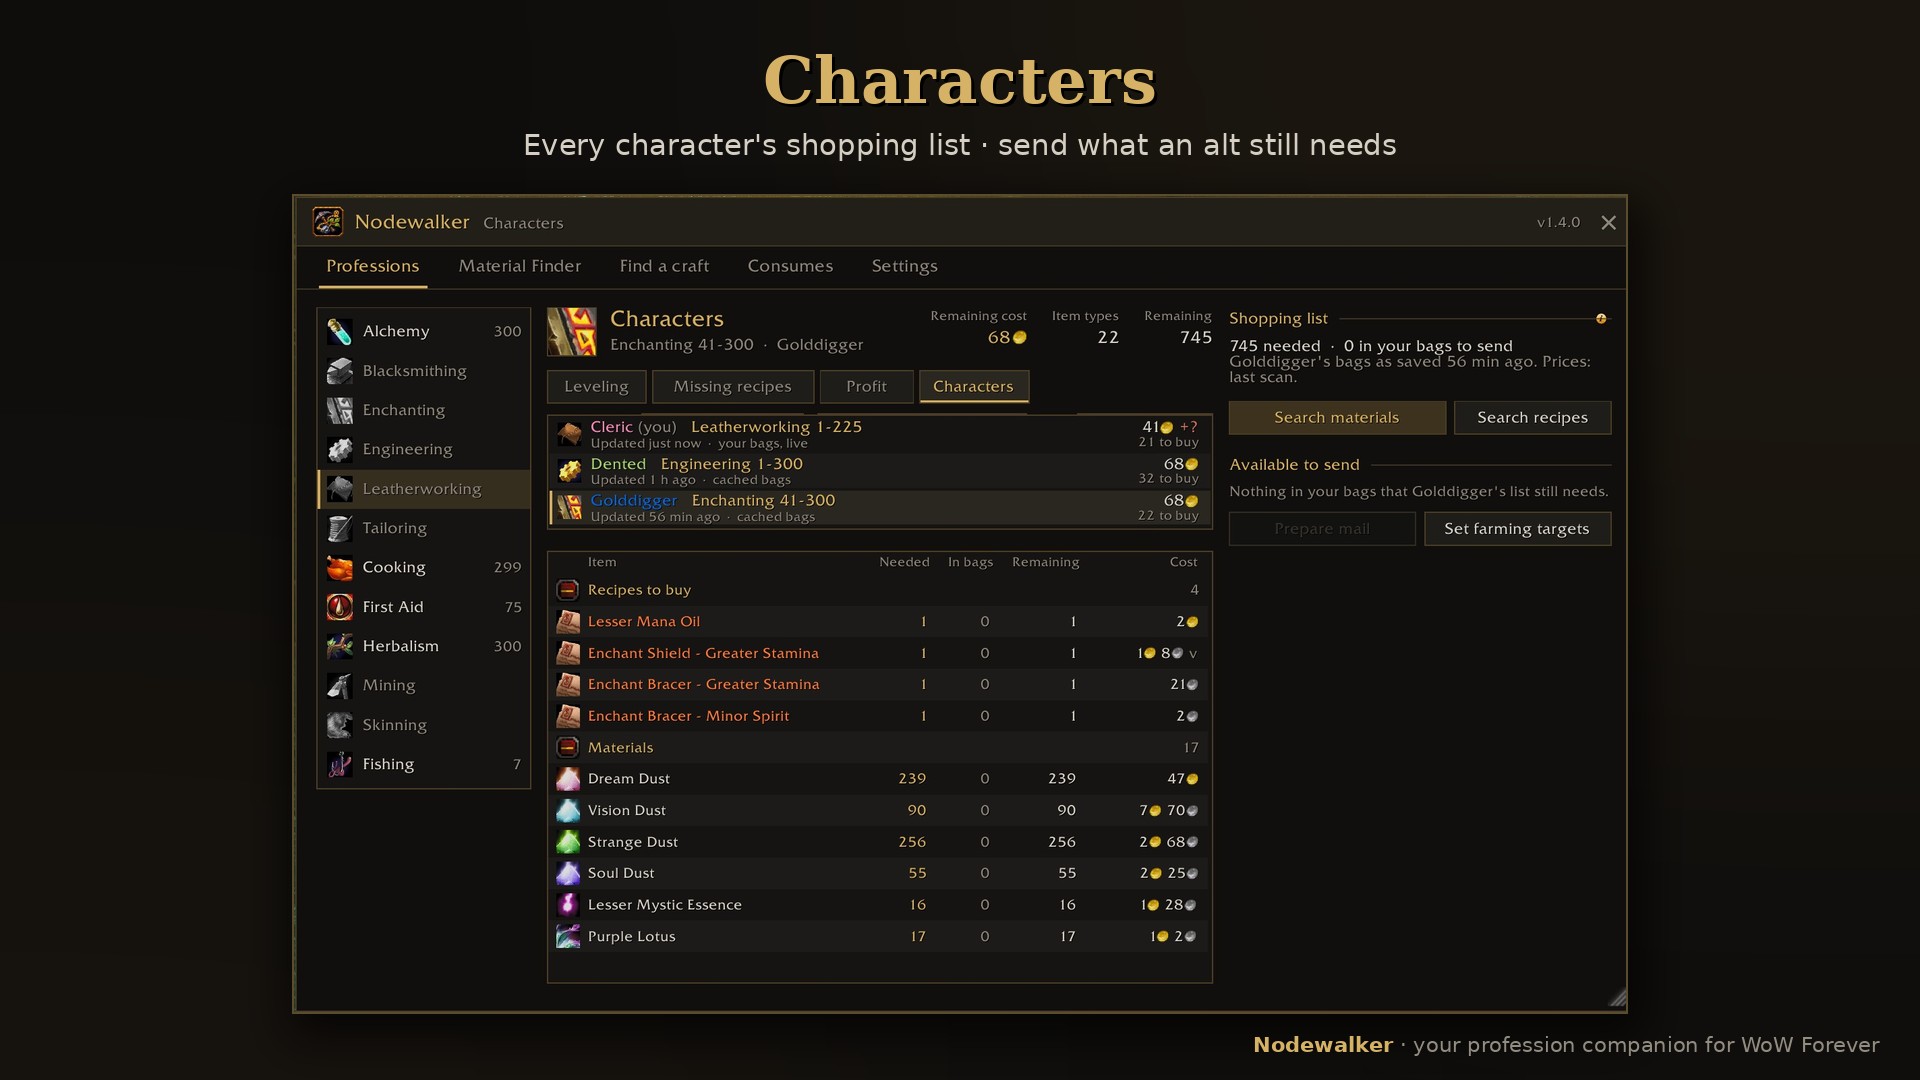 Characters
Every character's shopping list · send what an alt still needs
Nodewalker Characters v1.4.0
Professions Material Finder Find a craft Consumes Settings
Alchemy 300
Blacksmithing
Enchanting
Engineering
Leatherworking
Tailoring
Cooking 299
First Aid 75
Herbalism 300
Mining
Skinning
Fishing 7
Characters
Enchanting 41-300 · Golddigger
Remaining cost Item types Remaining
68 22 745
Leveling Missing recipes Profit Characters
Cleric (you) Leatherworking 1-225 41 +?
Updated just now · your bags, live 21 to buy
Dented Engineering 1-300 68
Updated 1 h ago · cached bags 32 to buy
Golddigger Enchanting 41-300 68
Updated 56 min ago · cached bags 22 to buy
Item Needed In bags Remaining Cost
Recipes to buy 4
Lesser Mana Oil 1 0 1 2
Enchant Shield - Greater Stamina 1 0 1 1 8 v
Enchant Bracer - Greater Stamina 1 0 1 21
Enchant Bracer - Minor Spirit 1 0 1 2
Materials 17
Dream Dust 239 0 239 47
Vision Dust 90 0 90 7 70
Strange Dust 256 0 256 2 68
Soul Dust 55 0 55 2 25
Lesser Mystic Essence 16 0 16 1 28
Purple Lotus 17 0 17 1 2
Shopping list
745 needed · 0 in your bags to send
Golddigger's bags as saved 56 min ago. Prices:
last scan.
Search materials Search recipes
Available to send
Nothing in your bags that Golddigger's list still needs.
Prepare mail Set farming targets
Nodewalker · your profession companion for WoW Forever